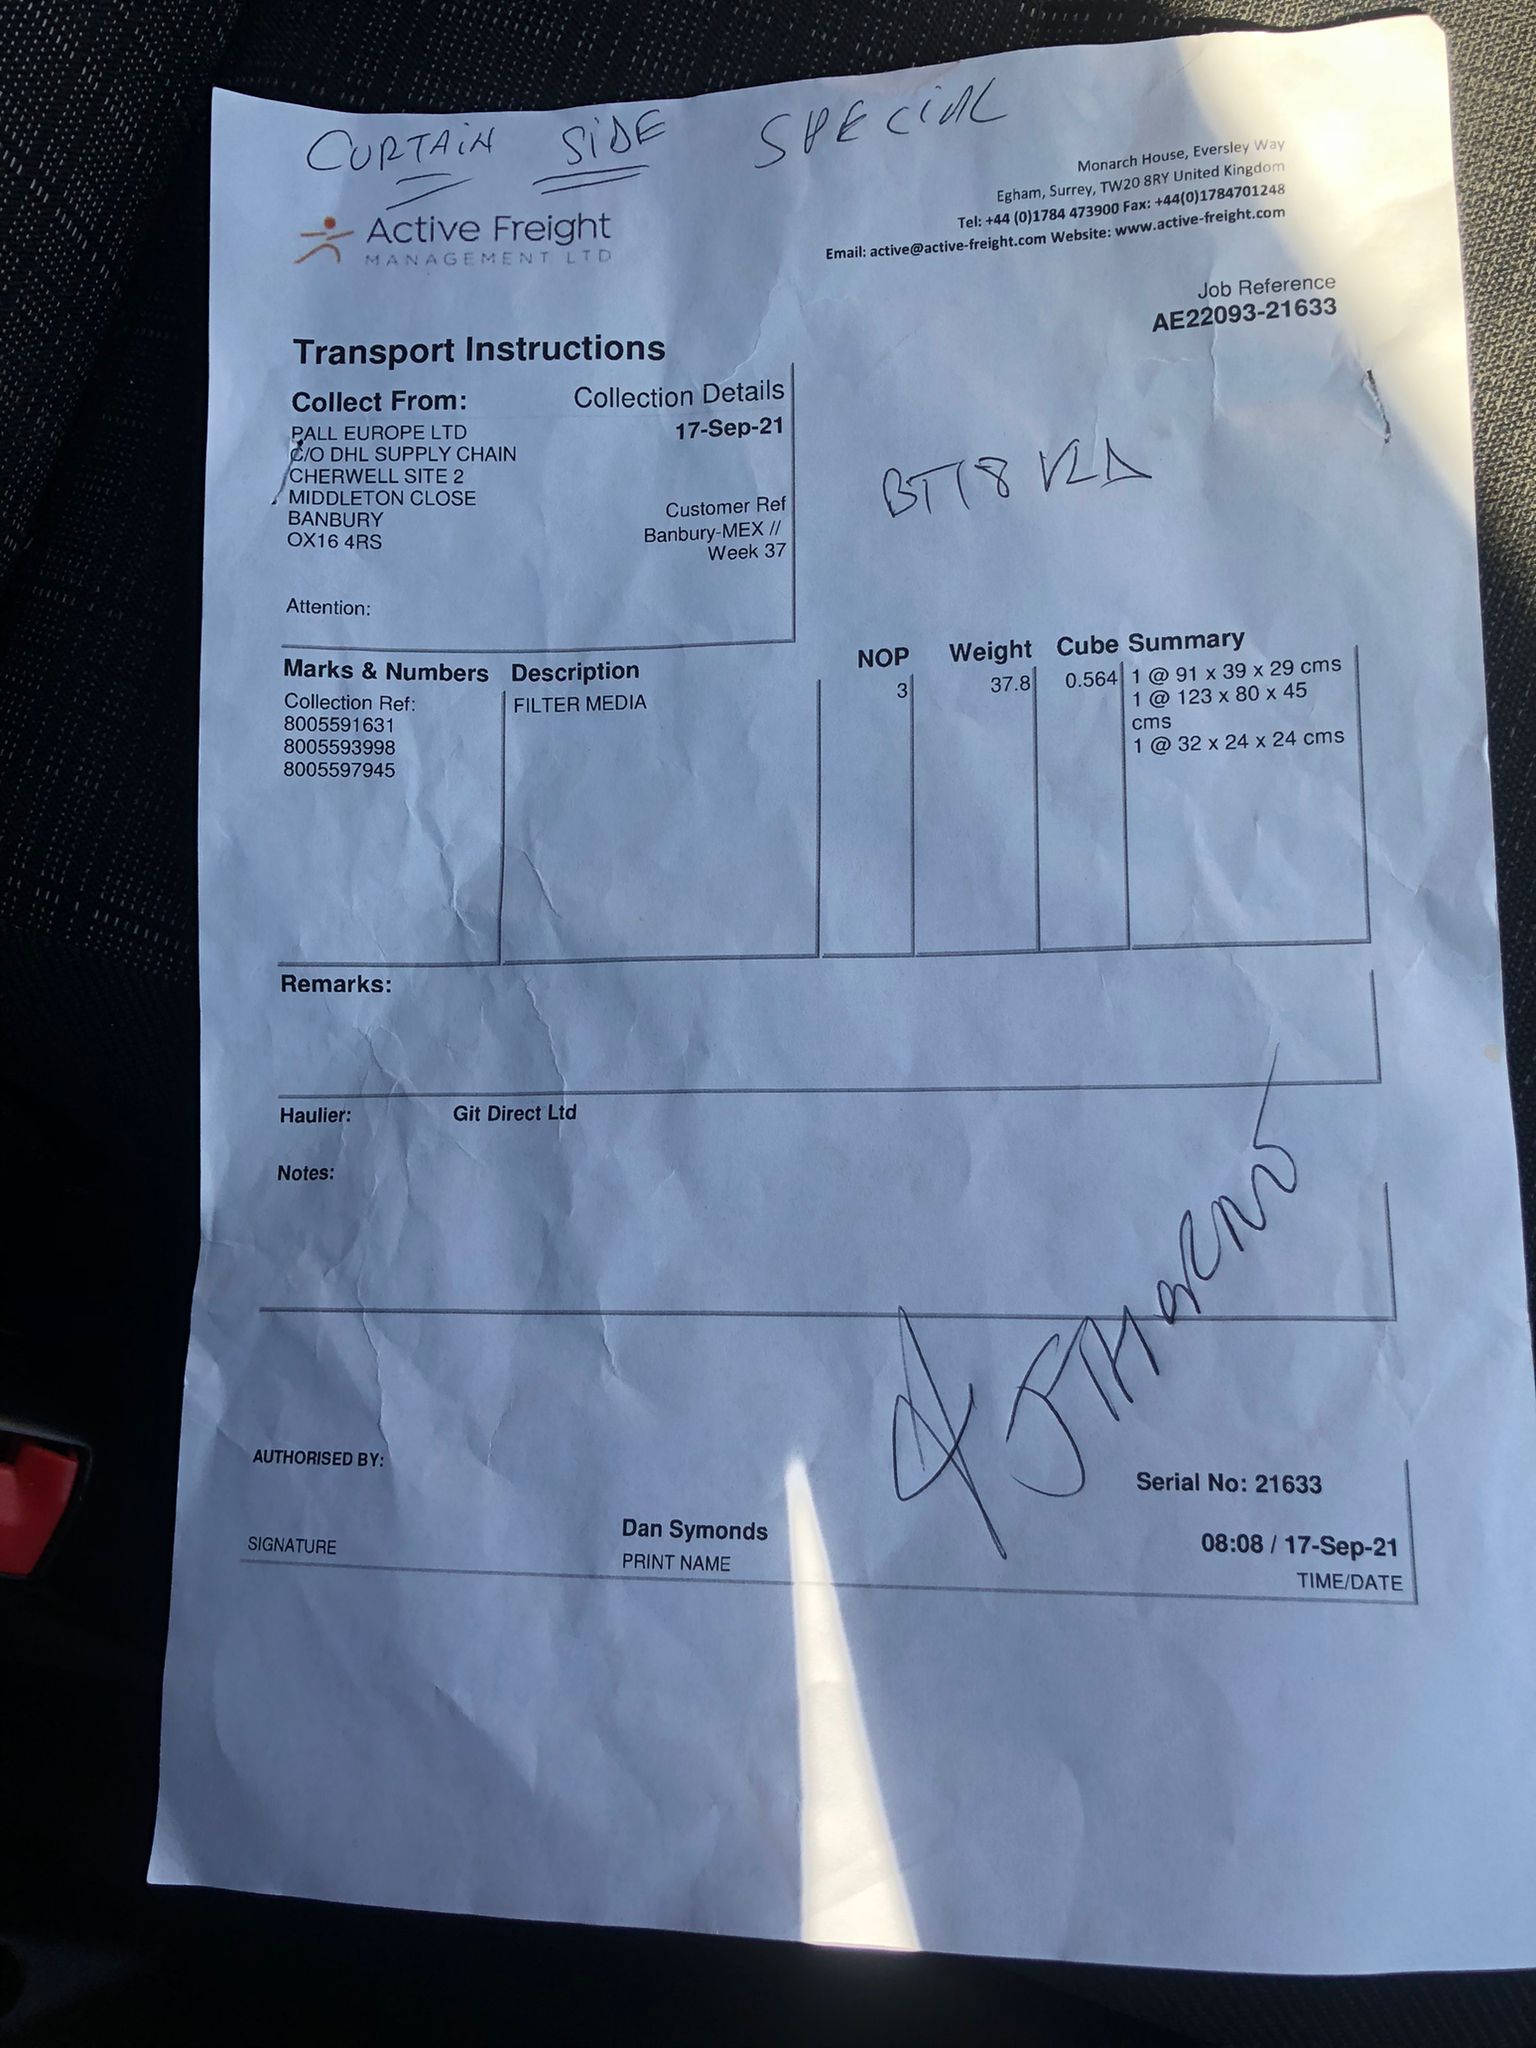 CURTAIN SIDE SPECIAL
Monarch House, Eversley Way
Egham, Surrey, TW20 8RY United Kingdom
Tel: +44 (0)1784 473900 Fax: +44(0)1784701248
Email: active@active-freight.com Website: www.active-freight.com
Active Freight
MANAGEMENT LTD
Job Reference
AE22093-21633
Transport Instructions
Collect From: Collection Details
PALL EUROPE LTD 17-Sep-21
C/O DHL SUPPLY CHAIN
CHERWELL SITE 2
MIDDLETON CLOSE
BANBURY
OX16 4RS
Customer Ref
Banbury-MEX //
Week 37
BT18 VLA
Attention:
Marks & Numbers Description NOP Weight Cube Summary
Collection Ref: FILTER MEDIA 3 37.8 0.564 1 @ 91 x 39 x 29 cms
8005591631 1 @ 123 x 80 x 45
8005593998 cms
8005597945 1 @ 32 x 24 x 24 cms
Remarks:
Haulier: Git Direct Ltd
Notes:
AUTHORISED BY:
Serial No: 21633
Dan Symonds 08:08 / 17-Sep-21
SIGNATURE PRINT NAME TIME/DATE